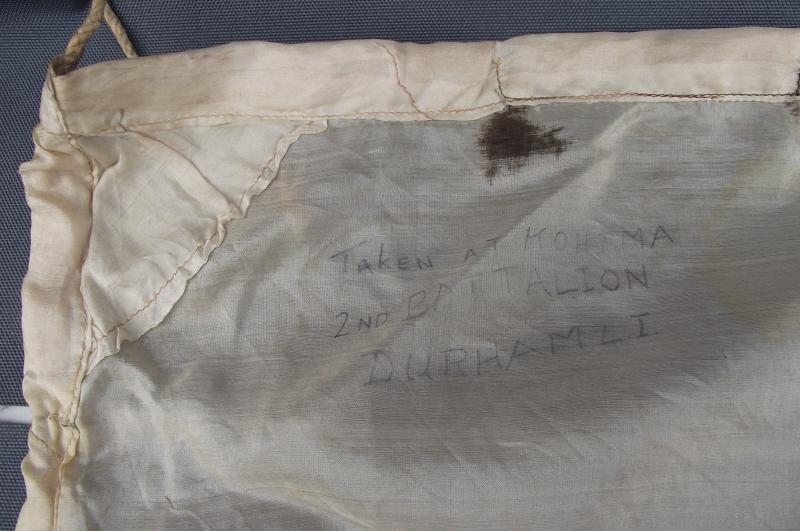 TAKEN AT KOHIMA
2ND BATTALION
DURHAM L I